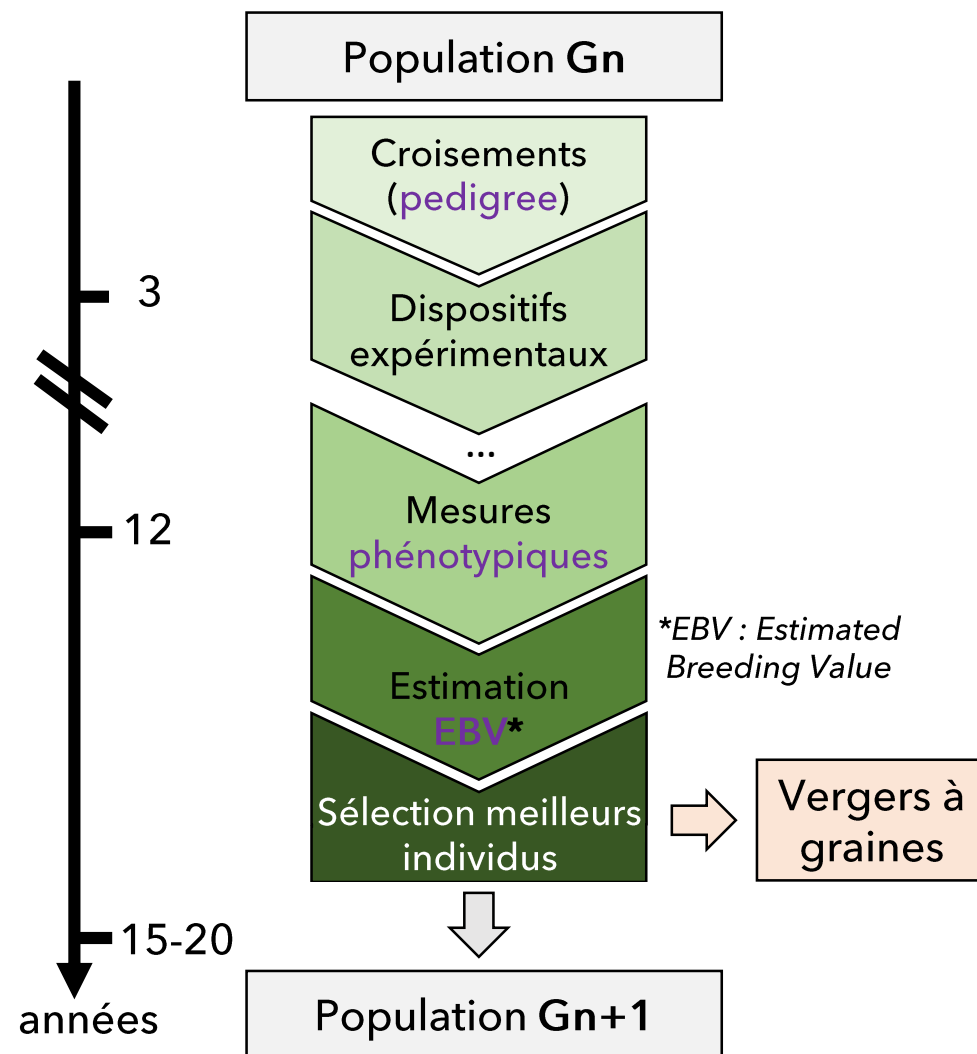 Population Gn
Croisements
(pedigree)
3
Dispositifs
expérimentaux
...
12
Mesures
phénotypiques
*EBV : Estimated
Breeding Value
Estimation
EBV*
Sélection meilleurs
individus
Vergers à
graines
15-20
années
Population Gn+1